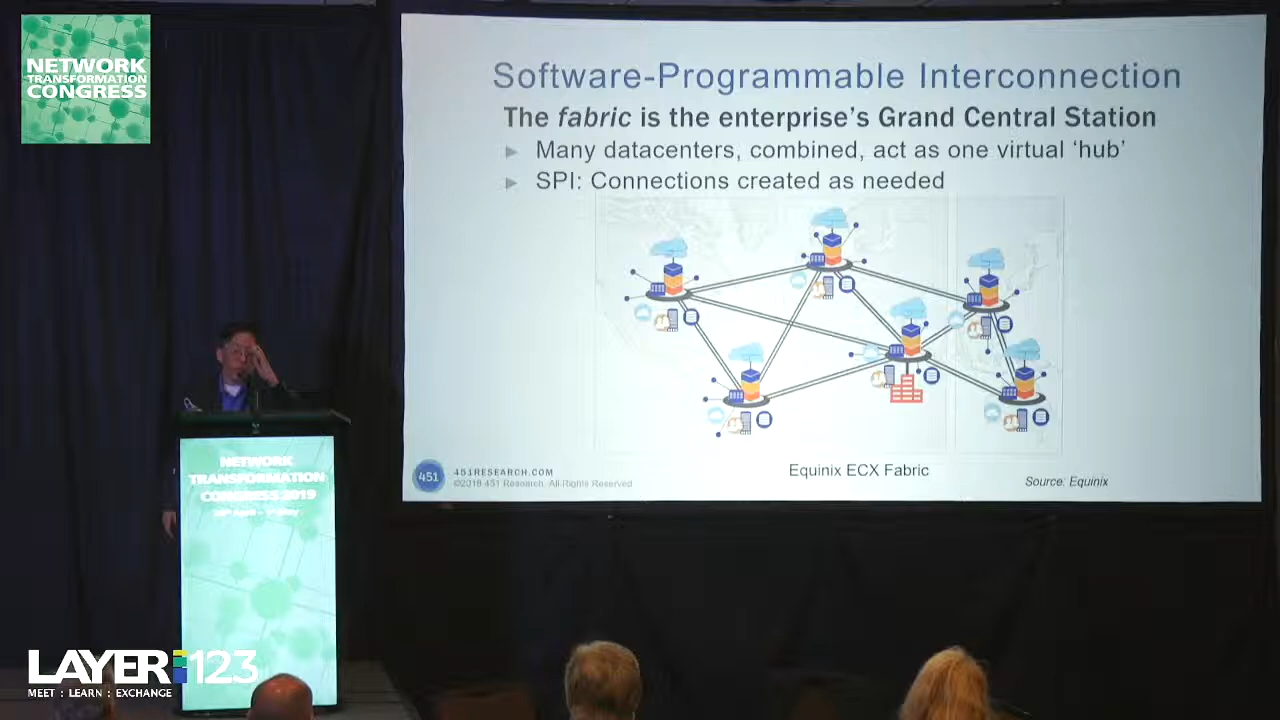 NETWORK
TRANSFORMATION
CONGRESS
Software-Programmable Interconnection
The fabric is the enterprise's Grand Central Station
Many datacenters, combined, act as one virtual 'hub'
SPI: Connections created as needed
Equinix ECX Fabric
Source: Equinix
451
451RESEARCH.COM
©2018 451 Research. All Rights Reserved
NETWORK
TRANSFORMATION
CONGRESS 2019
LAYER123
MEET : LEARN : EXCHANGE